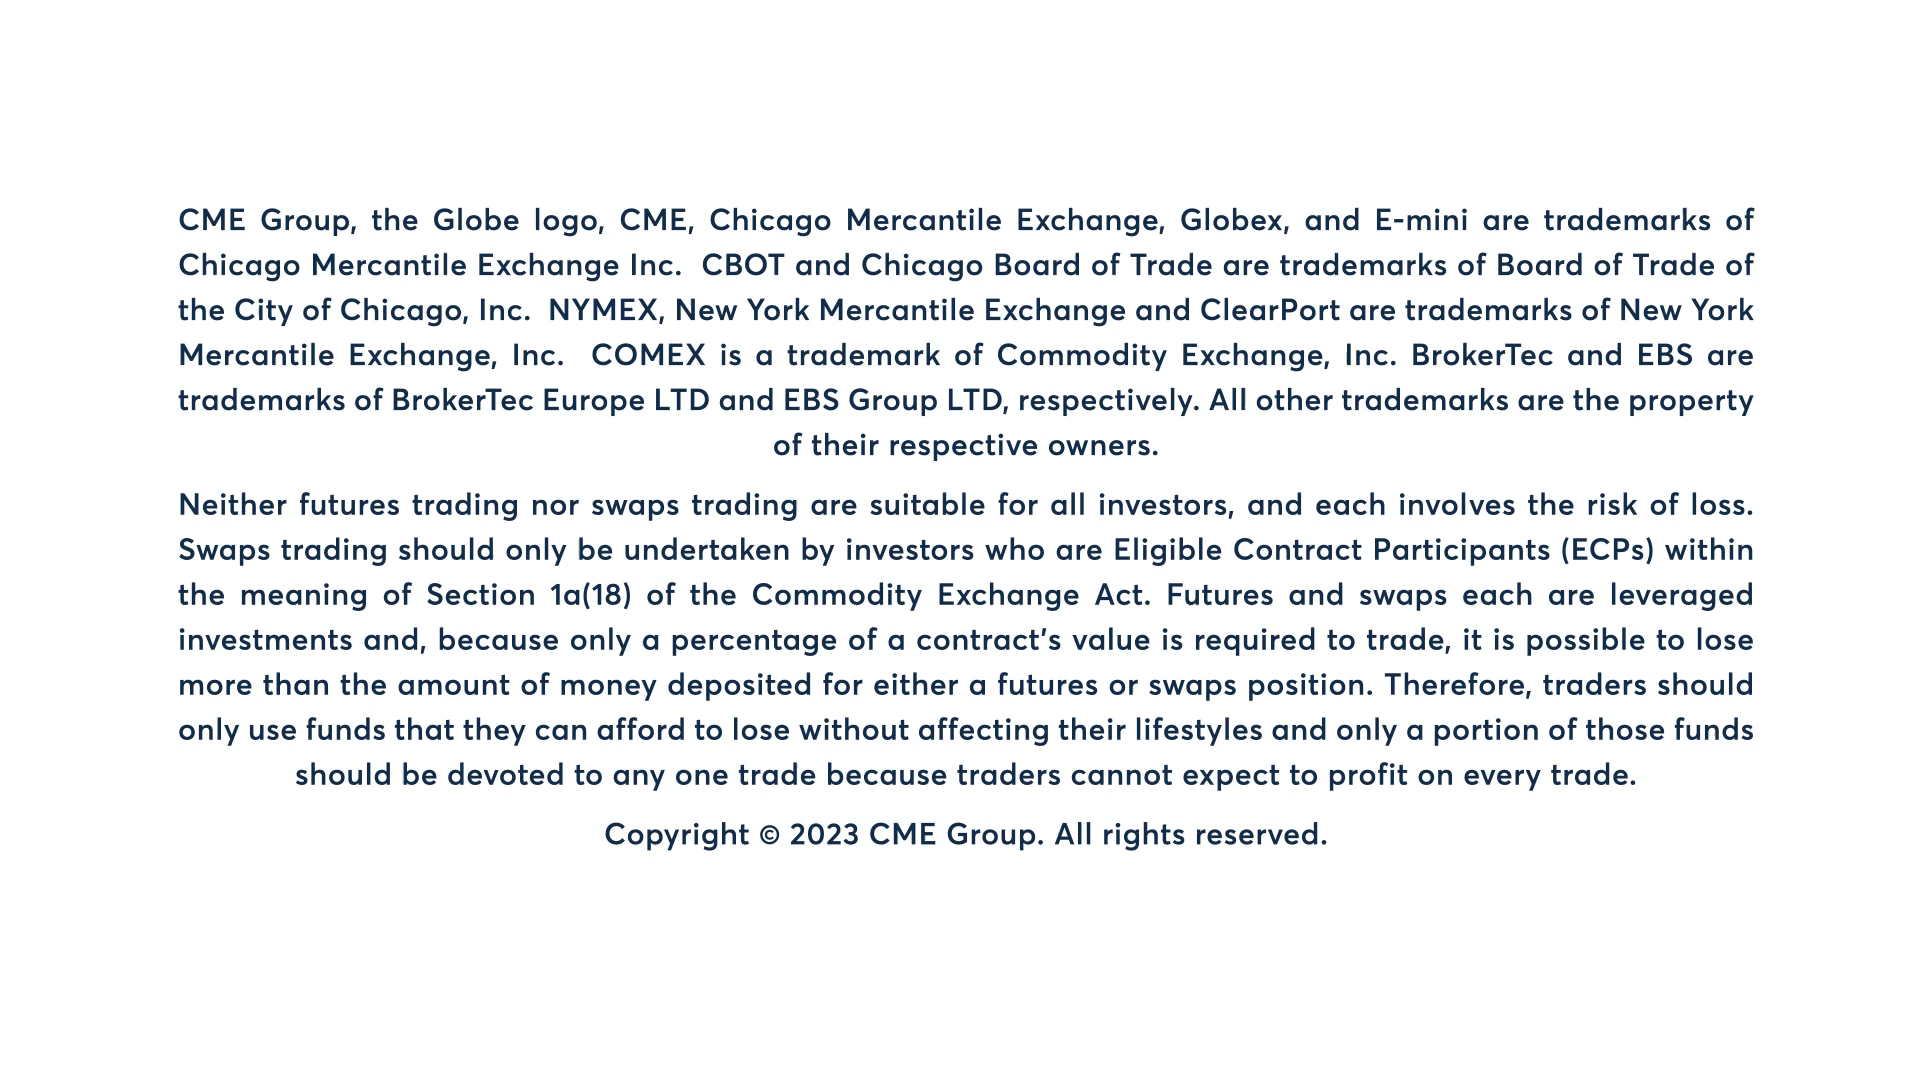 CME Group, the Globe logo, CME, Chicago Mercantile Exchange, Globex, and E-mini are trademarks of
Chicago Mercantile Exchange Inc.  CBOT and Chicago Board of Trade are trademarks of Board of Trade of
the City of Chicago, Inc.  NYMEX, New York Mercantile Exchange and ClearPort are trademarks of New York
Mercantile Exchange, Inc.  COMEX is a trademark of Commodity Exchange, Inc. BrokerTec and EBS are
trademarks of BrokerTec Europe LTD and EBS Group LTD, respectively. All other trademarks are the property
of their respective owners.
Neither futures trading nor swaps trading are suitable for all investors, and each involves the risk of loss.
Swaps trading should only be undertaken by investors who are Eligible Contract Participants (ECPs) within
the meaning of Section 1a(18) of the Commodity Exchange Act. Futures and swaps each are leveraged
investments and, because only a percentage of a contract's value is required to trade, it is possible to lose
more than the amount of money deposited for either a futures or swaps position. Therefore, traders should
only use funds that they can afford to lose without affecting their lifestyles and only a portion of those funds
should be devoted to any one trade because traders cannot expect to profit on every trade.
Copyright © 2023 CME Group. All rights reserved.